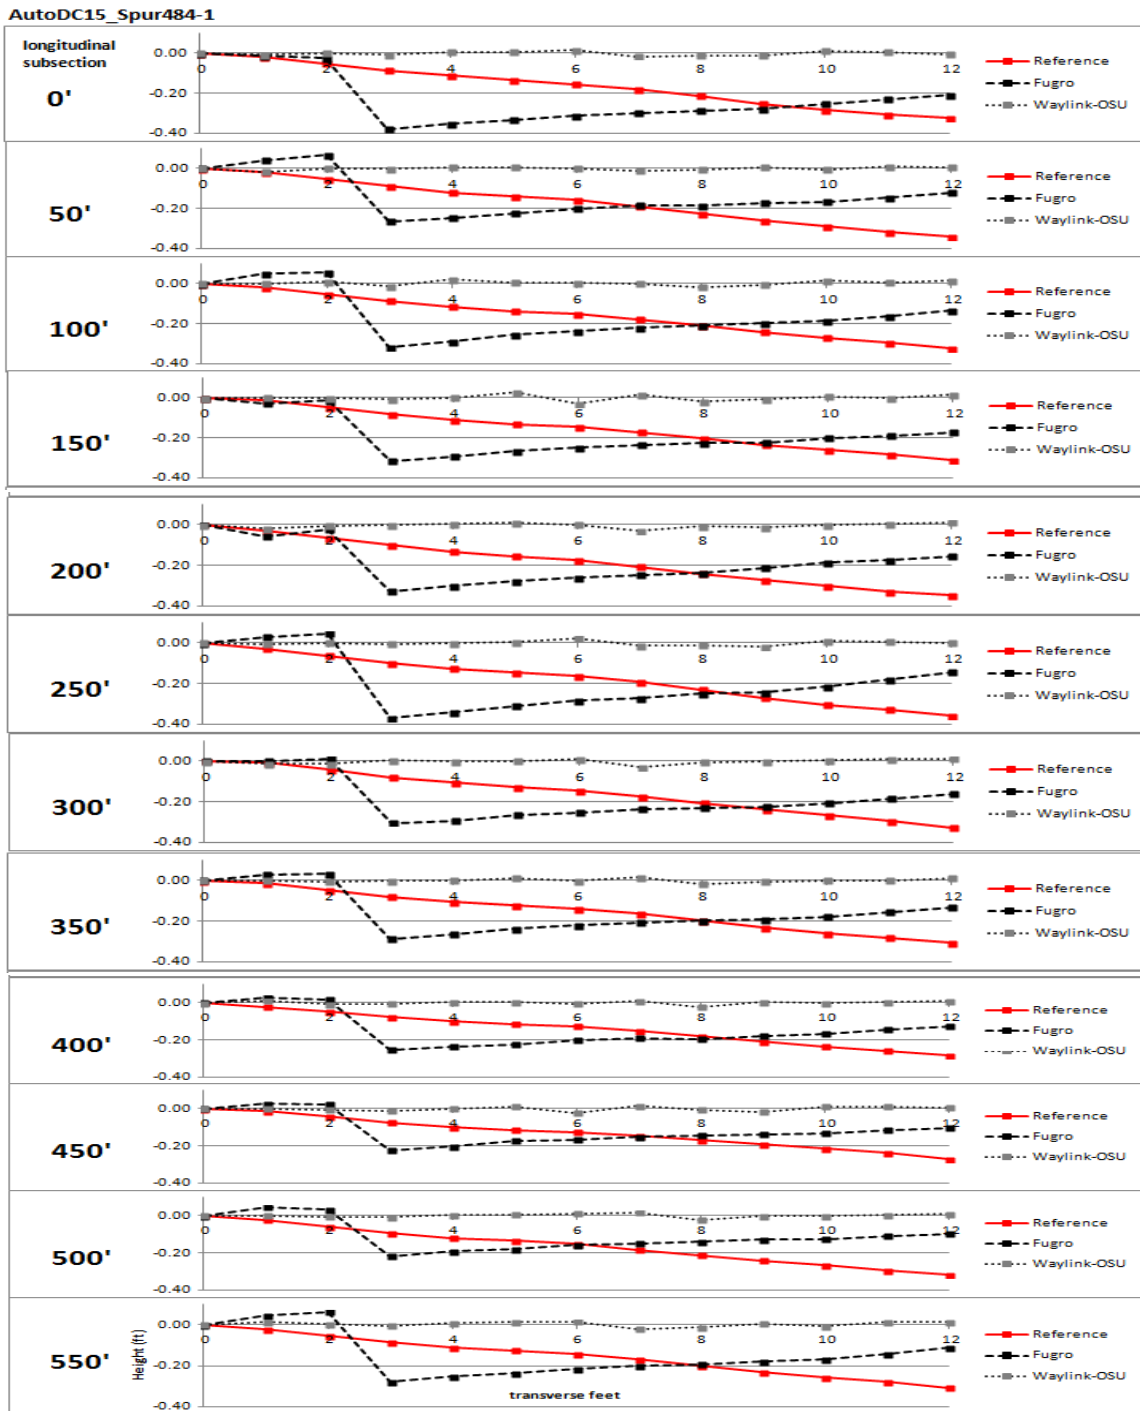 AutoDC15_Spur484-1
longitudinal
subsection
0'
0.00
-0.20
-0.40
0 2 4 6 8 10 12
Reference
Fugro
Waylink-OSU
50'
0.00
-0.20
-0.40
0 2 4 6 8 10 12
Reference
Fugro
Waylink-OSU
100'
0.00
-0.20
-0.40
0 2 4 6 8 10 12
Reference
Fugro
Waylink-OSU
150'
0.00
-0.20
-0.40
0 2 4 6 8 10 12
Reference
Fugro
Waylink-OSU
200'
0.00
-0.20
-0.40
0 2 4 6 8 10 12
Reference
Fugro
Waylink-OSU
250'
0.00
-0.20
-0.40
0 2 4 6 8 10 12
Reference
Fugro
Waylink-OSU
300'
0.00
-0.20
-0.40
0 2 4 6 8 10 12
Reference
Fugro
Waylink-OSU
350'
0.00
-0.20
-0.40
0 2 4 6 8 10 12
Reference
Fugro
Waylink-OSU
400'
0.00
-0.20
-0.40
0 2 4 6 8 10 12
Reference
Fugro
Waylink-OSU
450'
0.00
-0.20
-0.40
0 2 4 6 8 10 12
Reference
Fugro
Waylink-OSU
500'
0.00
-0.20
-0.40
0 2 4 6 8 10 12
Reference
Fugro
Waylink-OSU
550'
Height (ft)
0.00
-0.20
-0.40
0 2 4 6 8 10 12
transverse feet
Reference
Fugro
Waylink-OSU